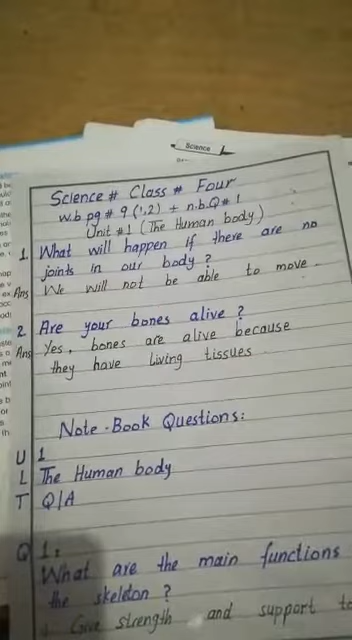 Science
Science # Class # Four
w.b pg # 9 (1,2) + n.b.Q# 1
Unit #1 (The Human body)
1. What will happen if there are no
joints in our body?
Ans We will not be able to move.
2 Are your bones alive?
Ans Yes, bones are alive because
they have living tissues
Note-Book Questions:
U 1
L The Human body
T Q/A
Q 1:
What are the main functions
the skeleton?
Give strength and support to